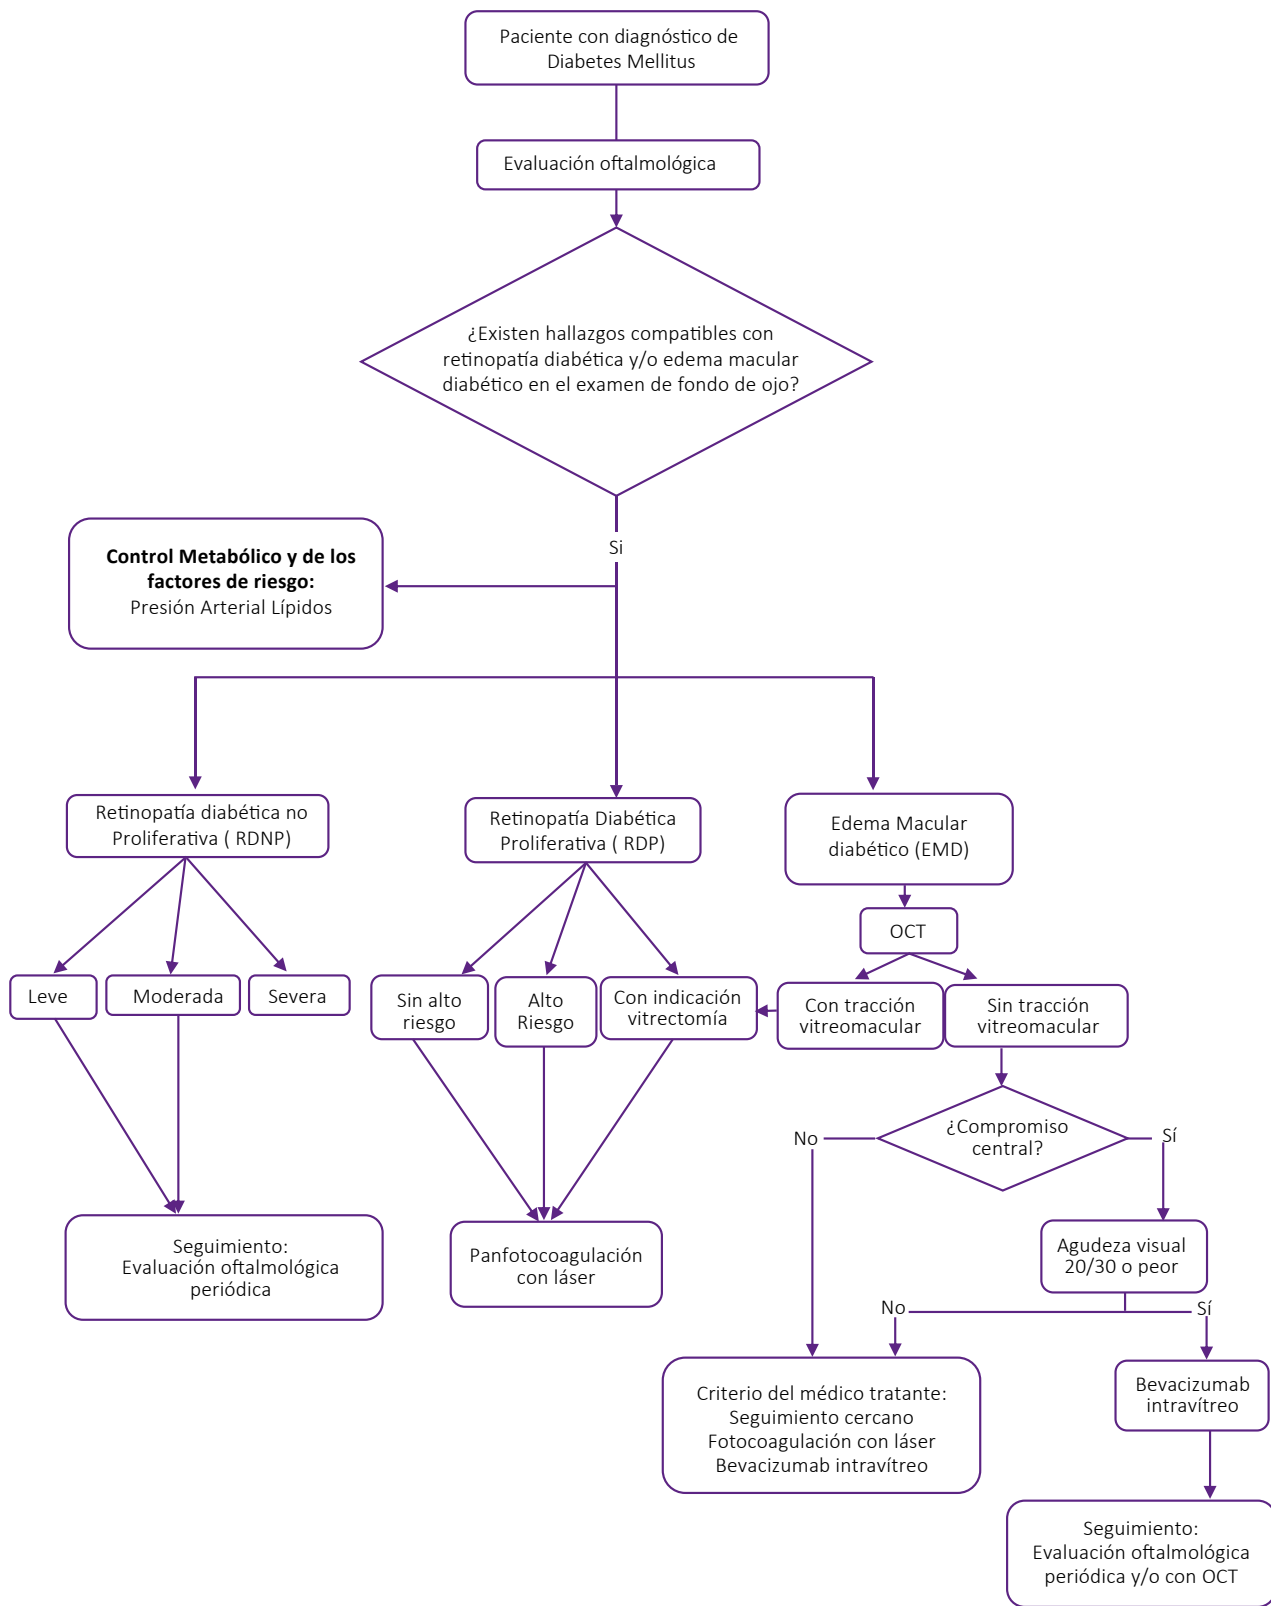 Paciente con diagnóstico de
Diabetes Mellitus
Evaluación oftalmológica
¿Existen hallazgos compatibles con
retinopatía diabética y/o edema macular
diabético en el examen de fondo de ojo?
Si
Control Metabólico y de los
factores de riesgo:
Presión Arterial Lípidos
Retinopatía diabética no
Proliferativa ( RDNP)
Retinopatía Diabética
Proliferativa ( RDP)
Edema Macular
diabético (EMD)
OCT
Leve
Moderada
Severa
Sin alto
riesgo
Alto
Riesgo
Con indicación
vitrectomía
Con tracción
vitreomacular
Sin tracción
vitreomacular
¿Compromiso
central?
No
Sí
Seguimiento:
Evaluación oftalmológica
periódica
Panfotocoagulación
con láser
Agudeza visual
20/30 o peor
No
Sí
Criterio del médico tratante:
Seguimiento cercano
Fotocoagulación con láser
Bevacizumab intravítreo
Bevacizumab
intravítreo
Seguimiento:
Evaluación oftalmológica
periódica y/o con OCT